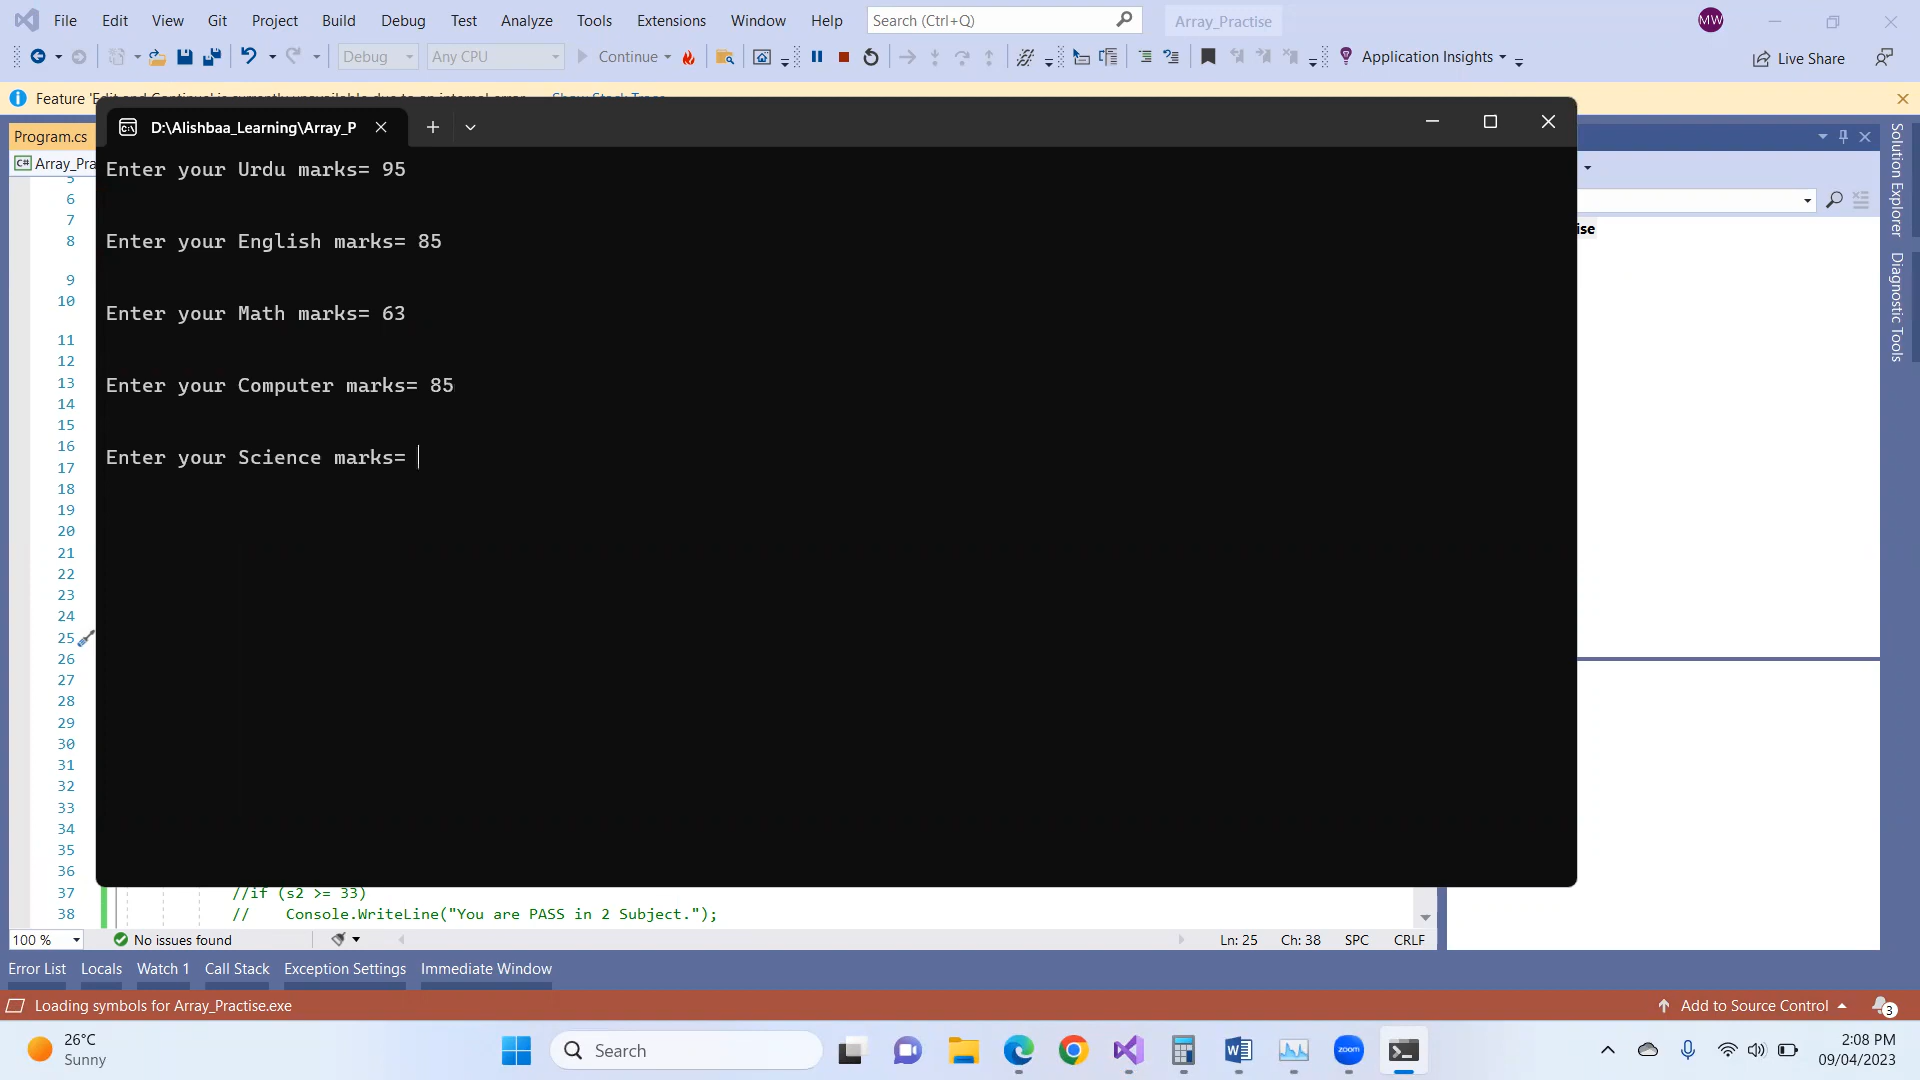 File Edit View Git Project Build Debug Test Analyze Tools Extensions Window Help Search (Ctrl+Q) Array_Practise MW
Debug Any CPU Continue Application Insights Live Share
Feature
D:\Alishbaa_Learning\Array_P
Program.cs
C# Array_Pra
Enter your Urdu marks= 95
Enter your English marks= 85
Enter your Math marks= 63
Enter your Computer marks= 85
Enter your Science marks=
ise
Solution Explorer
Diagnostic Tools
5
6
7
8
9
10
11
12
13
14
15
16
17
18
19
20
21
22
23
24
25
26
27
28
29
30
31
32
33
34
35
36
37 //if (s2 >= 33)
38 // Console.WriteLine("You are PASS in 2 Subject.");
100 % No issues found Ln: 25 Ch: 38 SPC CRLF
Error List Locals Watch 1 Call Stack Exception Settings Immediate Window
Loading symbols for Array_Practise.exe Add to Source Control 3
26°C
Sunny
Search
zoom
2:08 PM
09/04/2023